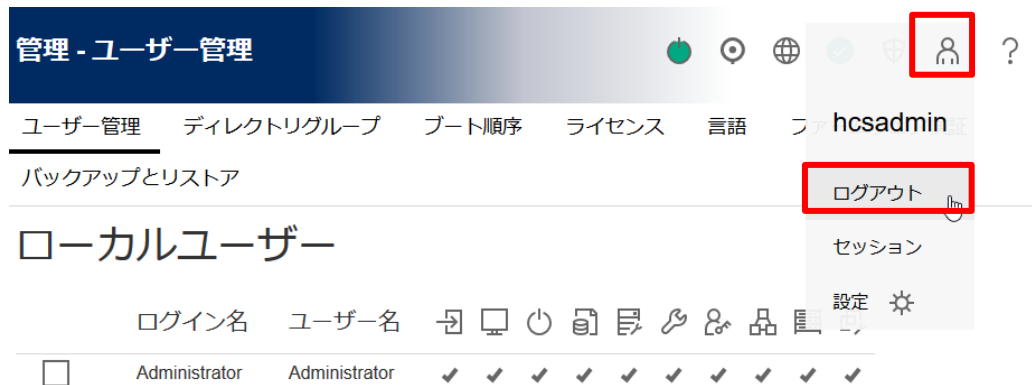 管理 - ユーザー管理
?
ユーザー管理 ディレクトリグループ ブート順序 ライセンス 言語
hcsadmin
バックアップとリストア
ログアウト
ローカルユーザー
セッション
設定
ログイン名 ユーザー名
Administrator Administrator